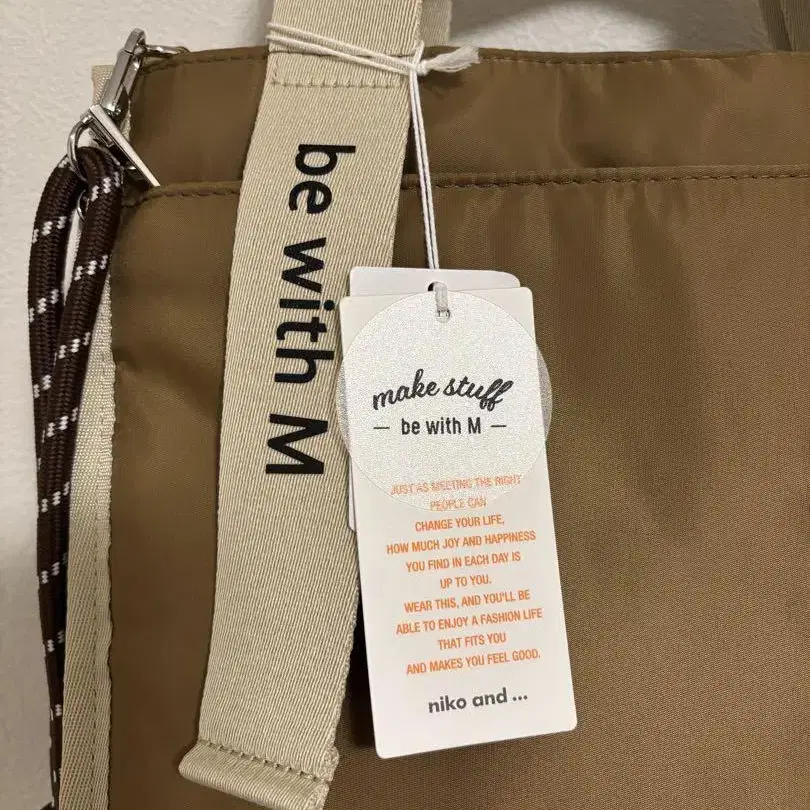 be with M
make stuff
— be with M —
JUST AS MEETING THE RIGHT
PEOPLE CAN
CHANGE YOUR LIFE,
HOW MUCH JOY AND HAPPINESS
YOU FIND IN EACH DAY IS
UP TO YOU.
WEAR THIS, AND YOU'LL BE
ABLE TO ENJOY A FASHION LIFE
THAT FITS YOU
AND MAKES YOU FEEL GOOD.
niko and ...